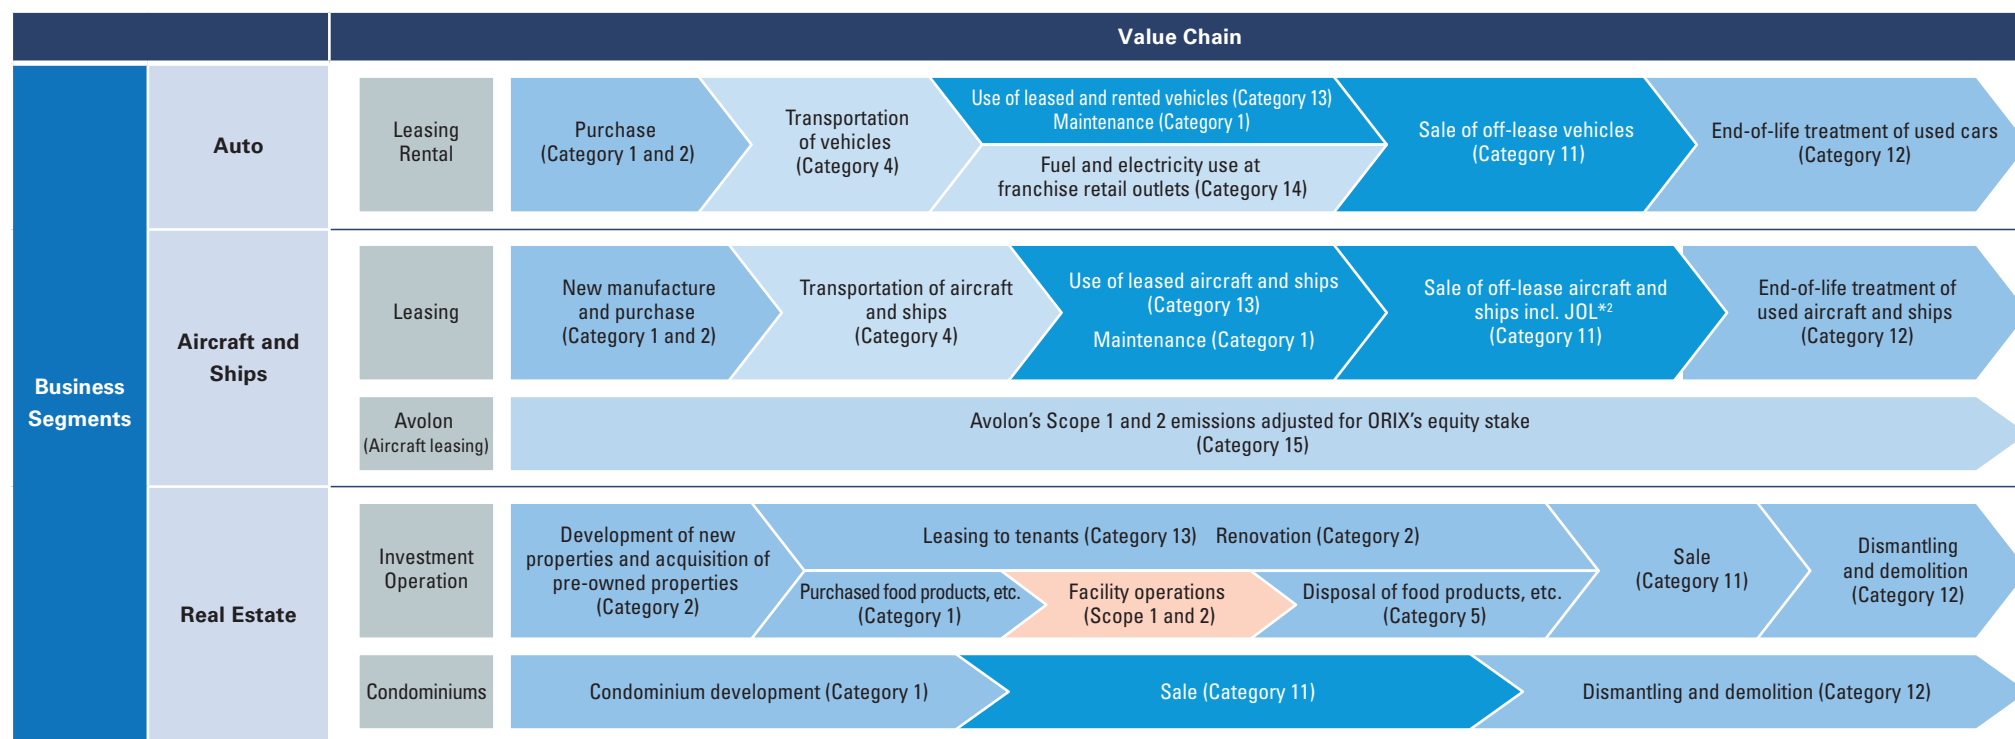 Value Chain
Business
Segments
Auto
Leasing
Rental
Purchase
(Category 1 and 2)
Transportation
of vehicles
(Category 4)
Use of leased and rented vehicles (Category 13)
Maintenance (Category 1)
Fuel and electricity use at
franchise retail outlets (Category 14)
Sale of off-lease vehicles
(Category 11)
End-of-life treatment of used cars
(Category 12)
Aircraft and
Ships
Leasing
New manufacture
and purchase
(Category 1 and 2)
Transportation of aircraft
and ships
(Category 4)
Use of leased aircraft and ships
(Category 13)
Maintenance (Category 1)
Sale of off-lease aircraft and
ships incl. JOL*2
(Category 11)
End-of-life treatment of
used aircraft and ships
(Category 12)
Avolon
(Aircraft leasing)
Avolon's Scope 1 and 2 emissions adjusted for ORIX's equity stake
(Category 15)
Real Estate
Investment
Operation
Development of new
properties and acquisition of
pre-owned properties
(Category 2)
Leasing to tenants (Category 13) Renovation (Category 2)
Purchased food products, etc.
(Category 1)
Facility operations
(Scope 1 and 2)
Disposal of food products, etc.
(Category 5)
Sale
(Category 11)
Dismantling
and demolition
(Category 12)
Condominiums
Condominium development (Category 1)
Sale (Category 11)
Dismantling and demolition (Category 12)